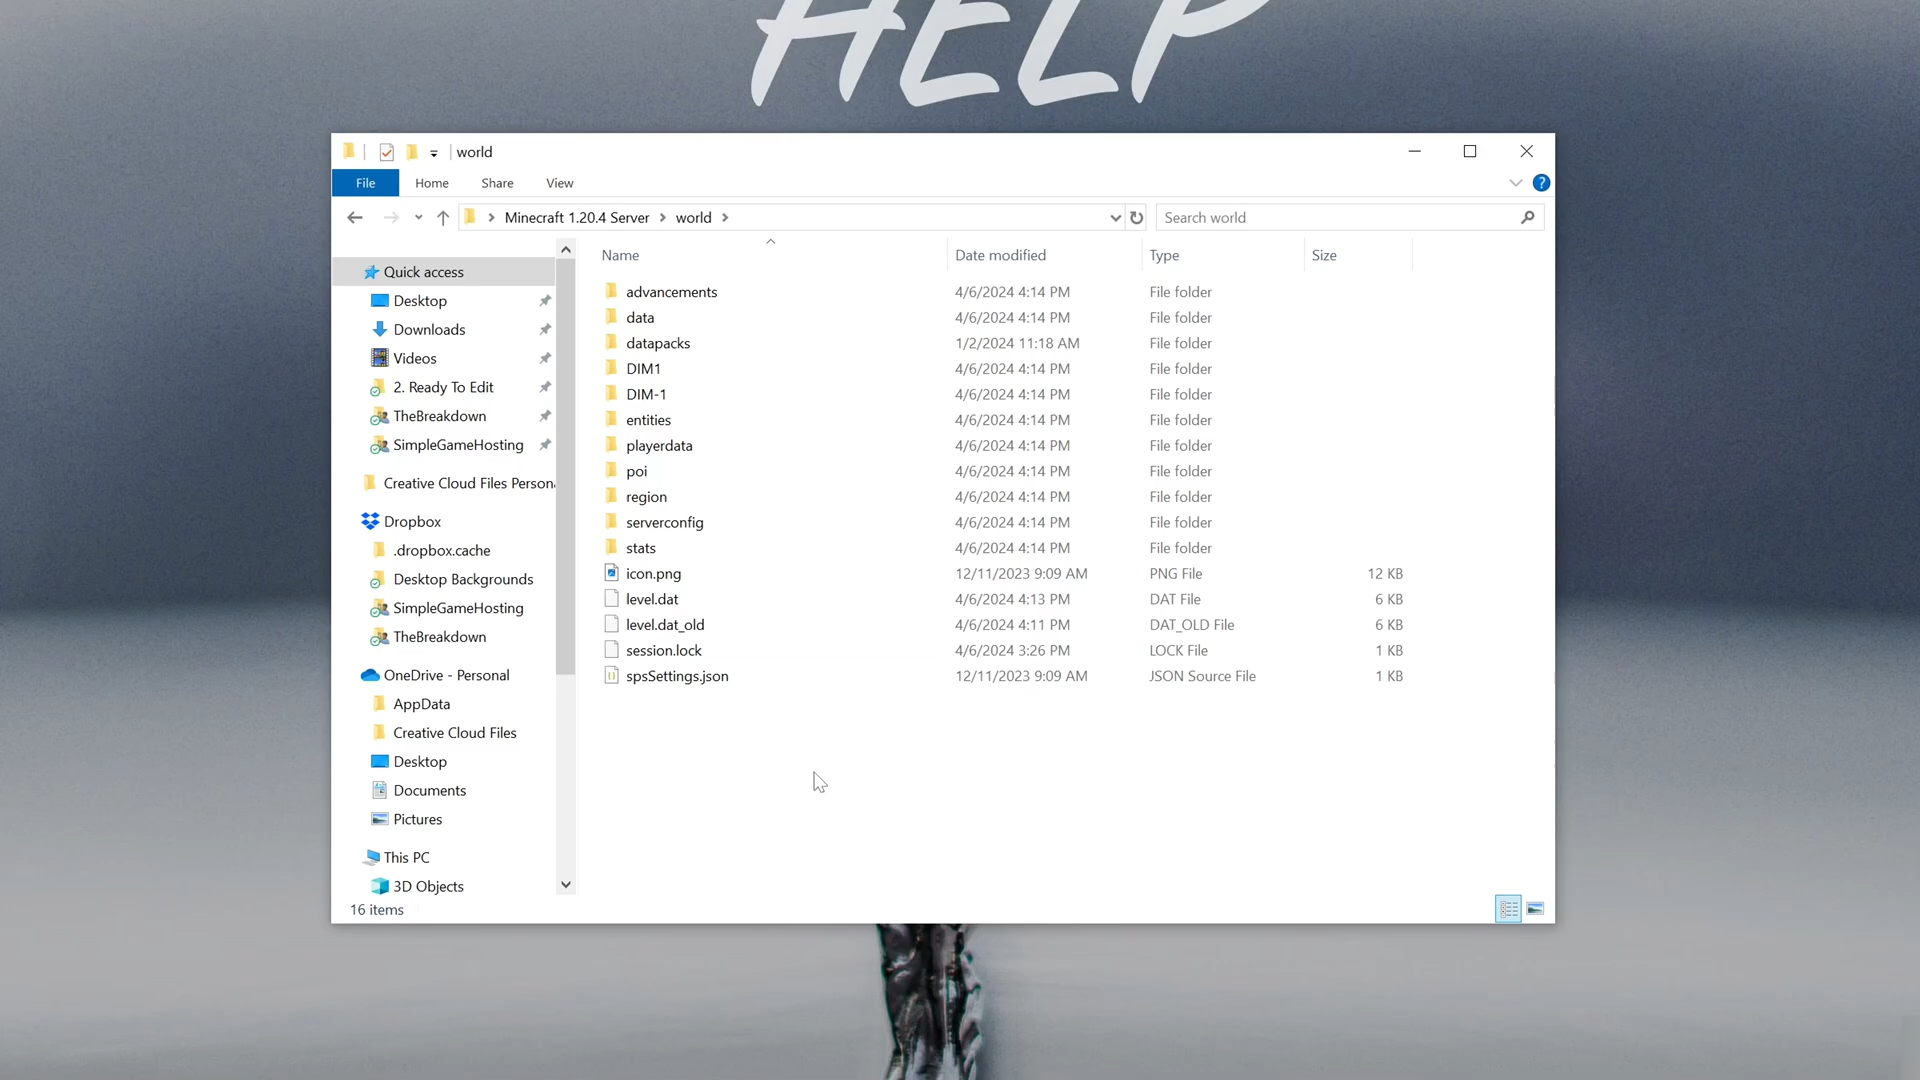 HELP
world
File Home Share View
Minecraft 1.20.4 Server world Search world
Name Date modified Type Size
Quick access
Desktop
Downloads
Videos
2. Ready To Edit
TheBreakdown
SimpleGameHosting
Creative Cloud Files Person
Dropbox
.dropbox.cache
Desktop Backgrounds
SimpleGameHosting
TheBreakdown
OneDrive - Personal
AppData
Creative Cloud Files
Desktop
Documents
Pictures
This PC
3D Objects
advancements 4/6/2024 4:14 PM File folder
data 4/6/2024 4:14 PM File folder
datapacks 1/2/2024 11:18 AM File folder
DIM1 4/6/2024 4:14 PM File folder
DIM-1 4/6/2024 4:14 PM File folder
entities 4/6/2024 4:14 PM File folder
playerdata 4/6/2024 4:14 PM File folder
poi 4/6/2024 4:14 PM File folder
region 4/6/2024 4:14 PM File folder
serverconfig 4/6/2024 4:14 PM File folder
stats 4/6/2024 4:14 PM File folder
icon.png 12/11/2023 9:09 AM PNG File 12 KB
level.dat 4/6/2024 4:13 PM DAT File 6 KB
level.dat_old 4/6/2024 4:11 PM DAT_OLD File 6 KB
session.lock 4/6/2024 3:26 PM LOCK File 1 KB
spsSettings.json 12/11/2023 9:09 AM JSON Source File 1 KB
16 items